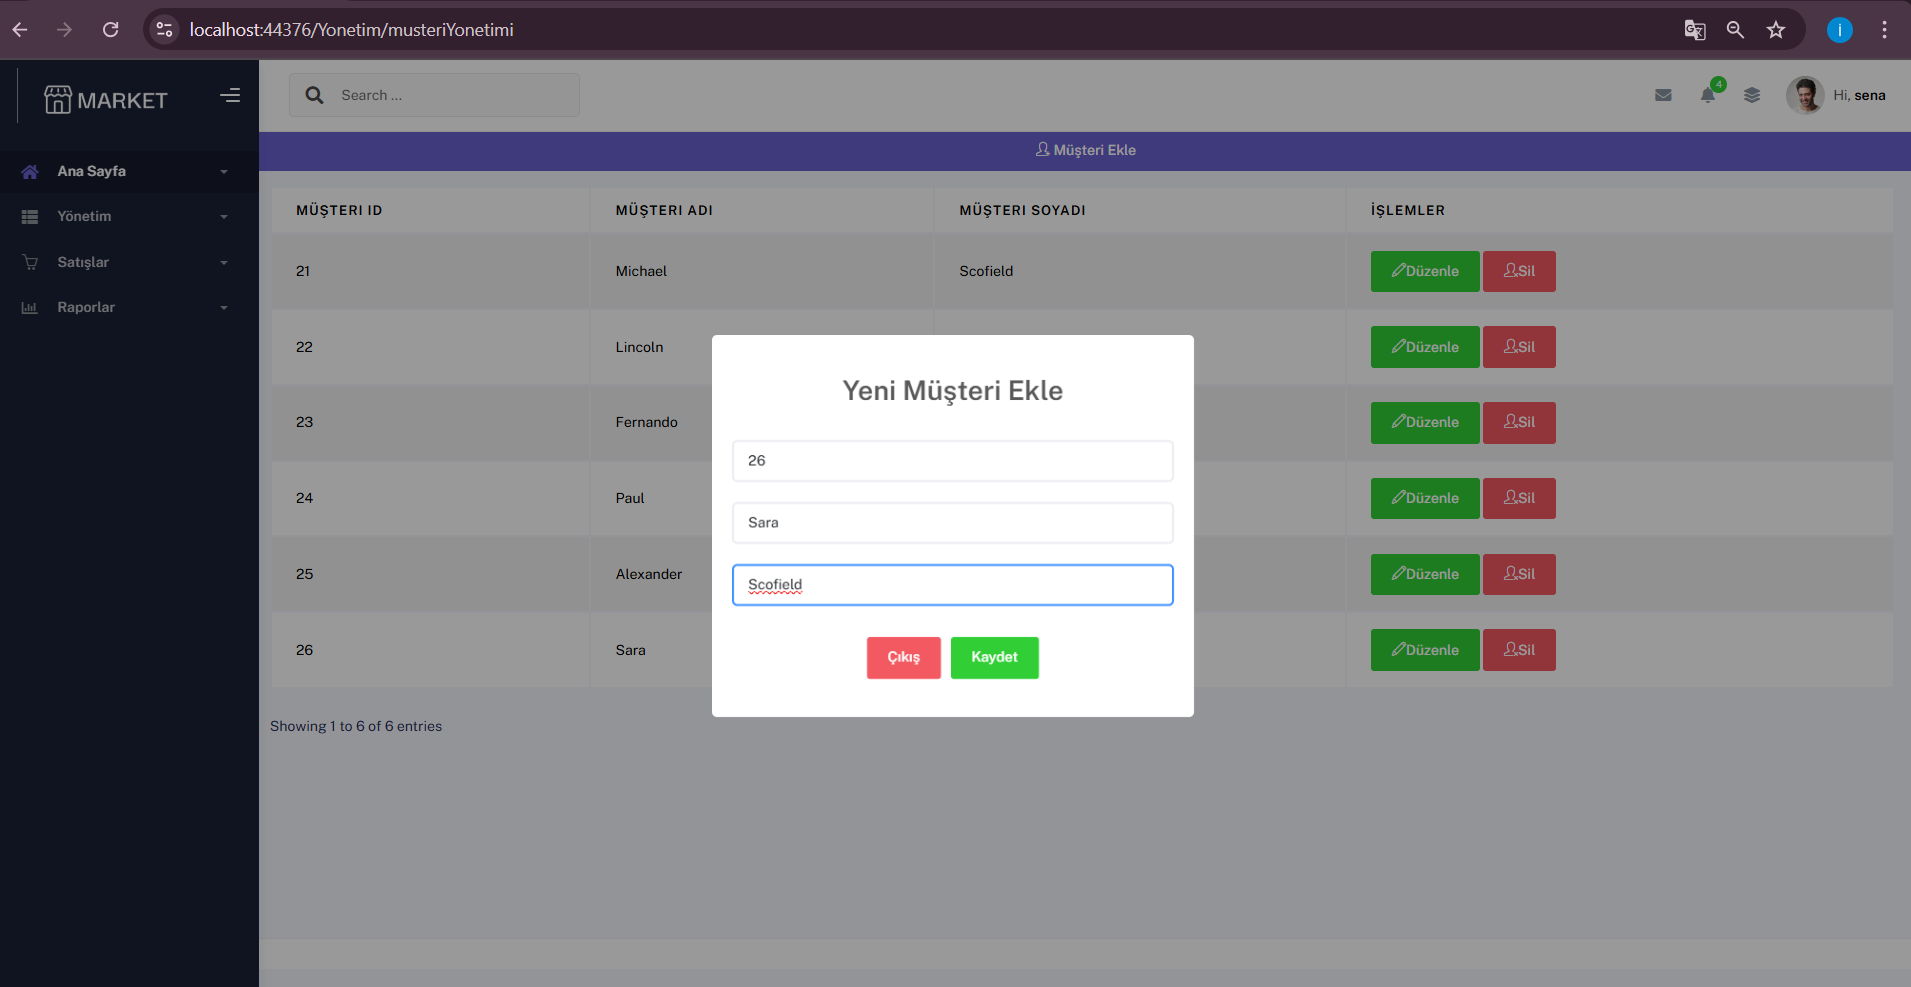 localhost:44376/Yonetim/musteriYonetimi
i
MARKET
Search ...
4
Hi, sena
Müşteri Ekle
Ana Sayfa
Yönetim
Satışlar
Raporlar
MÜŞTERI ID MÜŞTERI ADI MÜŞTERI SOYADI İŞLEMLER
21 Michael Scofield Düzenle Sil
22 Lincoln Düzenle Sil
23 Fernando Düzenle Sil
24 Paul Düzenle Sil
25 Alexander Düzenle Sil
26 Sara Düzenle Sil
Showing 1 to 6 of 6 entries
Yeni Müşteri Ekle
26
Sara
Scofield
Çıkış Kaydet